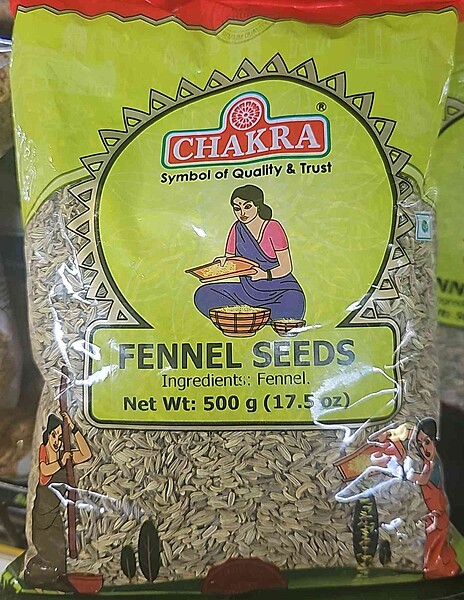 ®
CHAKRA
Symbol of Quality & Trust
FENNEL SEEDS
Ingredients: Fennel.
Net Wt: 500 g (17.5 oz)